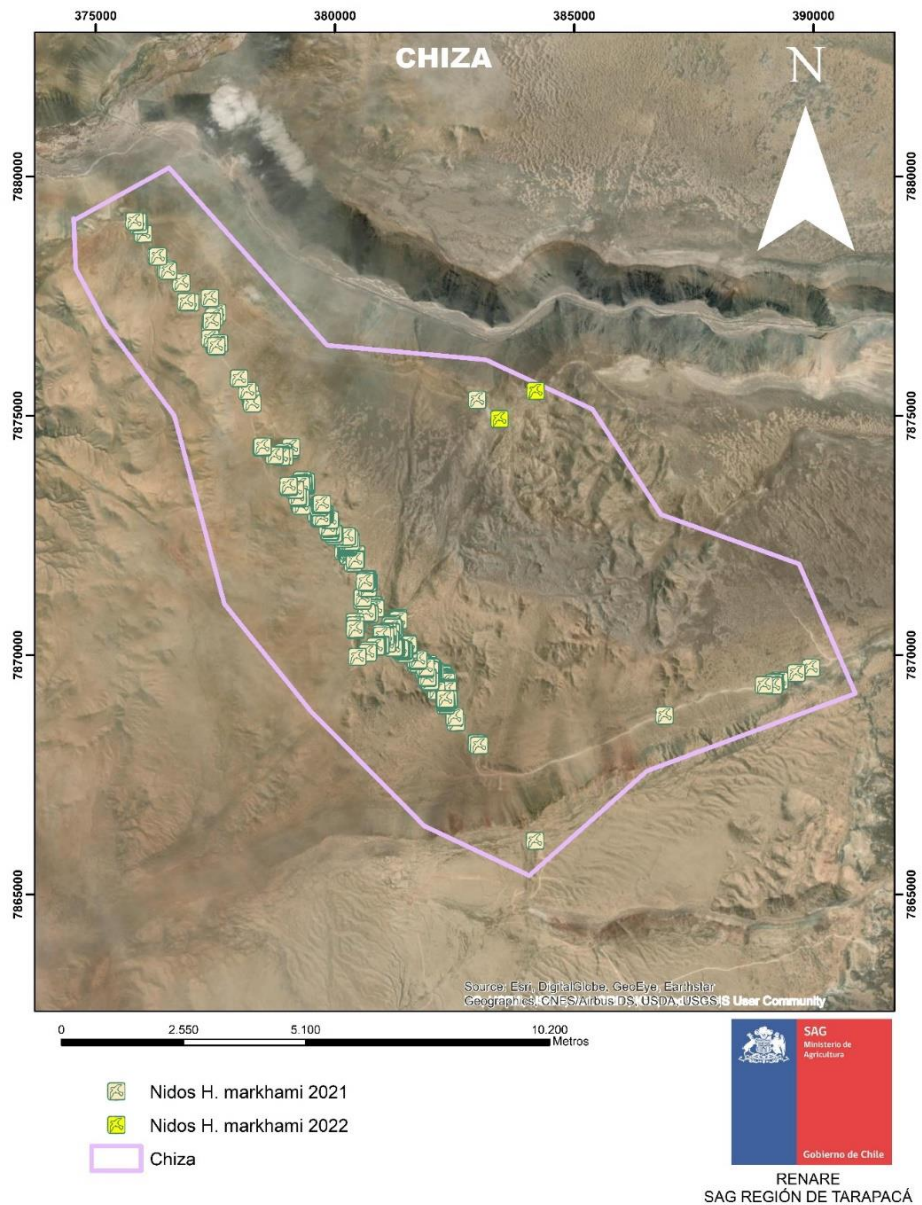 375000 380000 385000 390000
CHIZA
N
7880000 7880000
7875000 7875000
7870000 7870000
7865000 7865000
Source: Esri, DigitalGlobe, GeoEye, Earthstar
Geographics, CNES/Airbus DS, USDA, USGS, User Community
0 2.550 5.100 10.200
Metros
Nidos H. markhami 2021
Nidos H. markhami 2022
Chiza
SAG
Ministerio de
Agricultura
Gobierno de Chile
RENARE
SAG REGIÓN DE TARAPACÁ